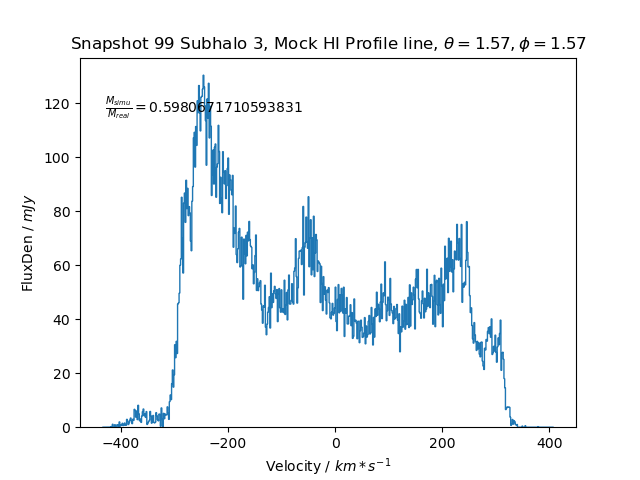 Snapshot 99 Subhalo 3, Mock HI Profile line, θ = 1.57, ϕ = 1.57
M_simu / M_real = 0.5980671710593831
FluxDen / mJy
120
100
80
60
40
20
0
−400 −200 0 200 400
Velocity / km * s⁻¹